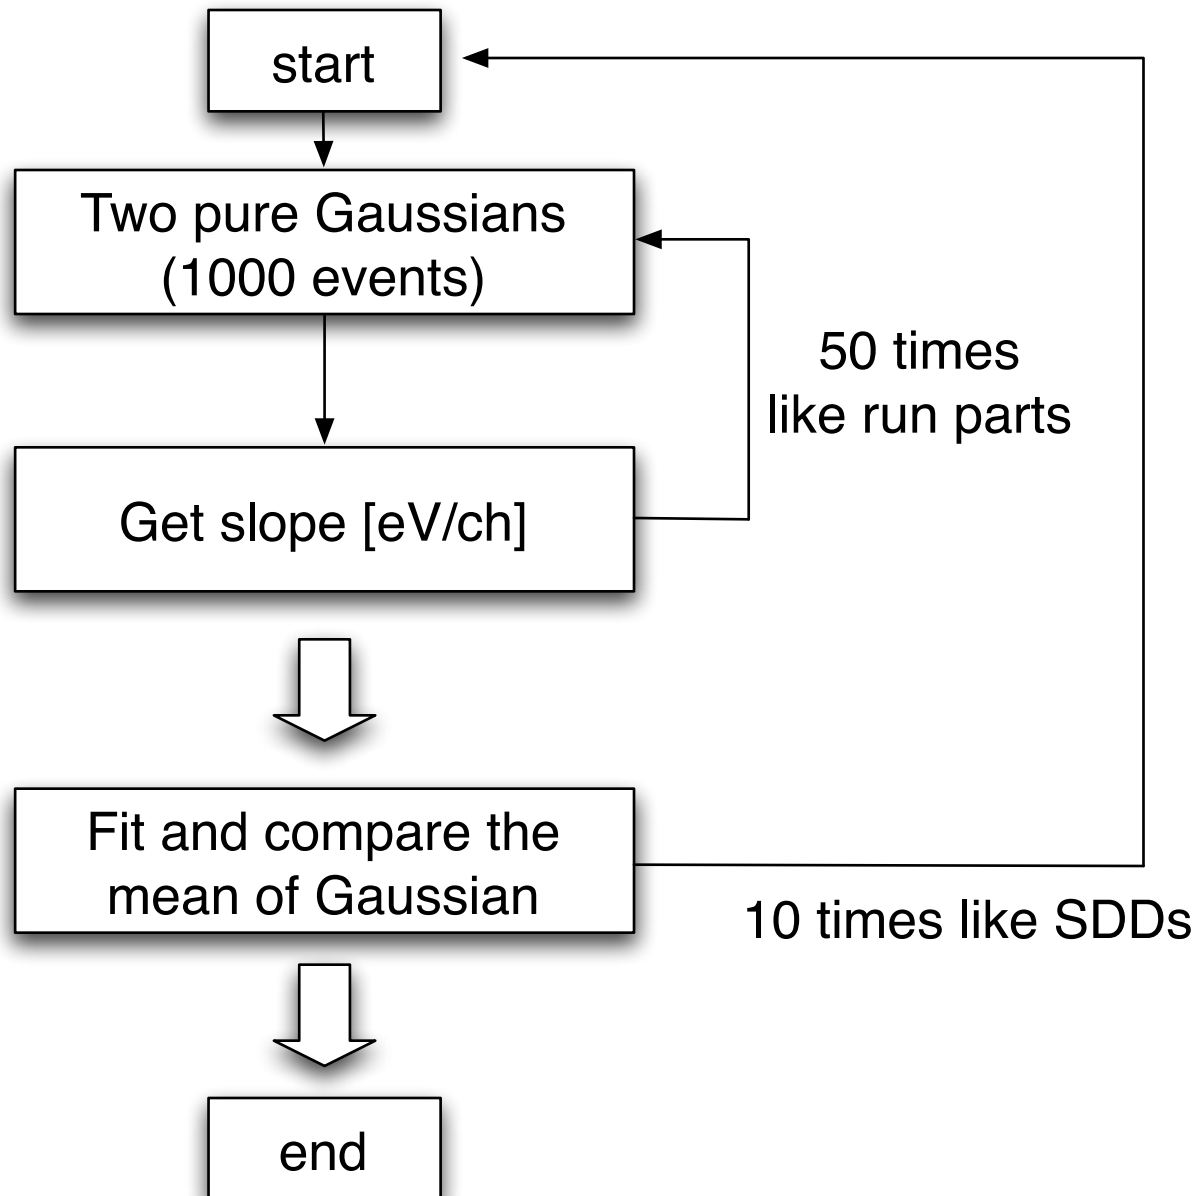 start
Two pure Gaussians
(1000 events)
50 times
like run parts
Get slope [eV/ch]
Fit and compare the
mean of Gaussian
10 times like SDDs
end